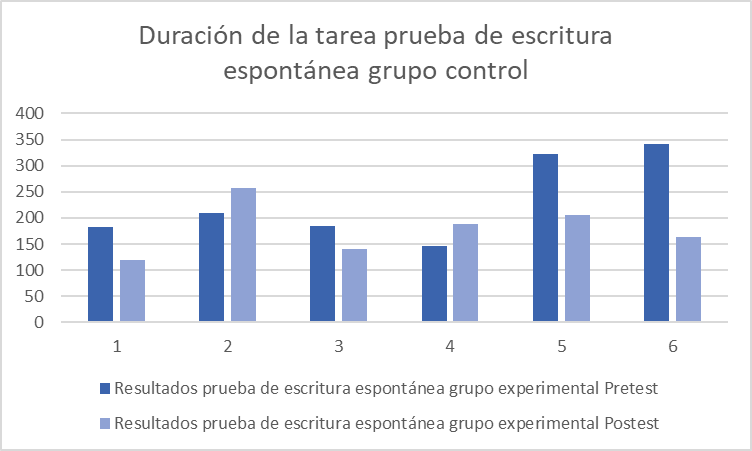 Duración de la tarea prueba de escritura
espontánea grupo control
400
350
300
250
200
150
100
50
0
1 2 3 4 5 6
Resultados prueba de escritura espontánea grupo experimental Pretest
Resultados prueba de escritura espontánea grupo experimental Postest